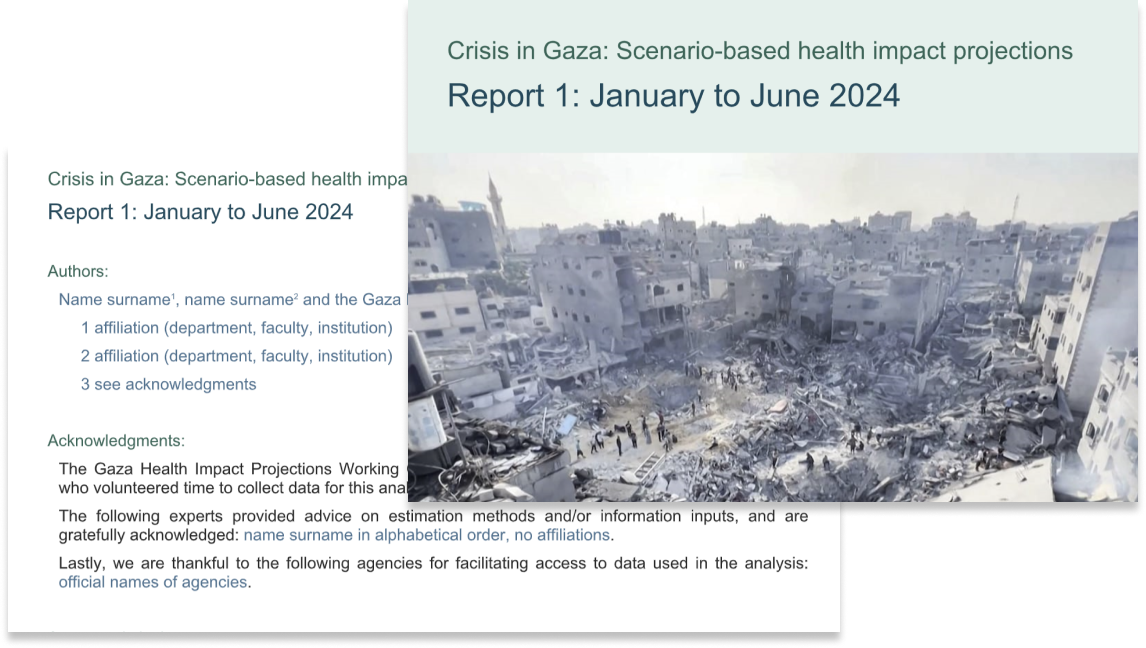 Crisis in Gaza: Scenario-based health impact projections
Report 1: January to June 2024
Crisis in Gaza: Scenario-based health impa
Report 1: January to June 2024
Authors:
Name surname1, name surname2 and the Gaza
1 affiliation (department, faculty, institution)
2 affiliation (department, faculty, institution)
3 see acknowledgments
Acknowledgments:
The Gaza Health Impact Projections Working
who volunteered time to collect data for this ana
The following experts provided advice on estimation methods and/or information inputs, and are
gratefully acknowledged: name surname in alphabetical order, no affiliations.
Lastly, we are thankful to the following agencies for facilitating access to data used in the analysis:
official names of agencies.